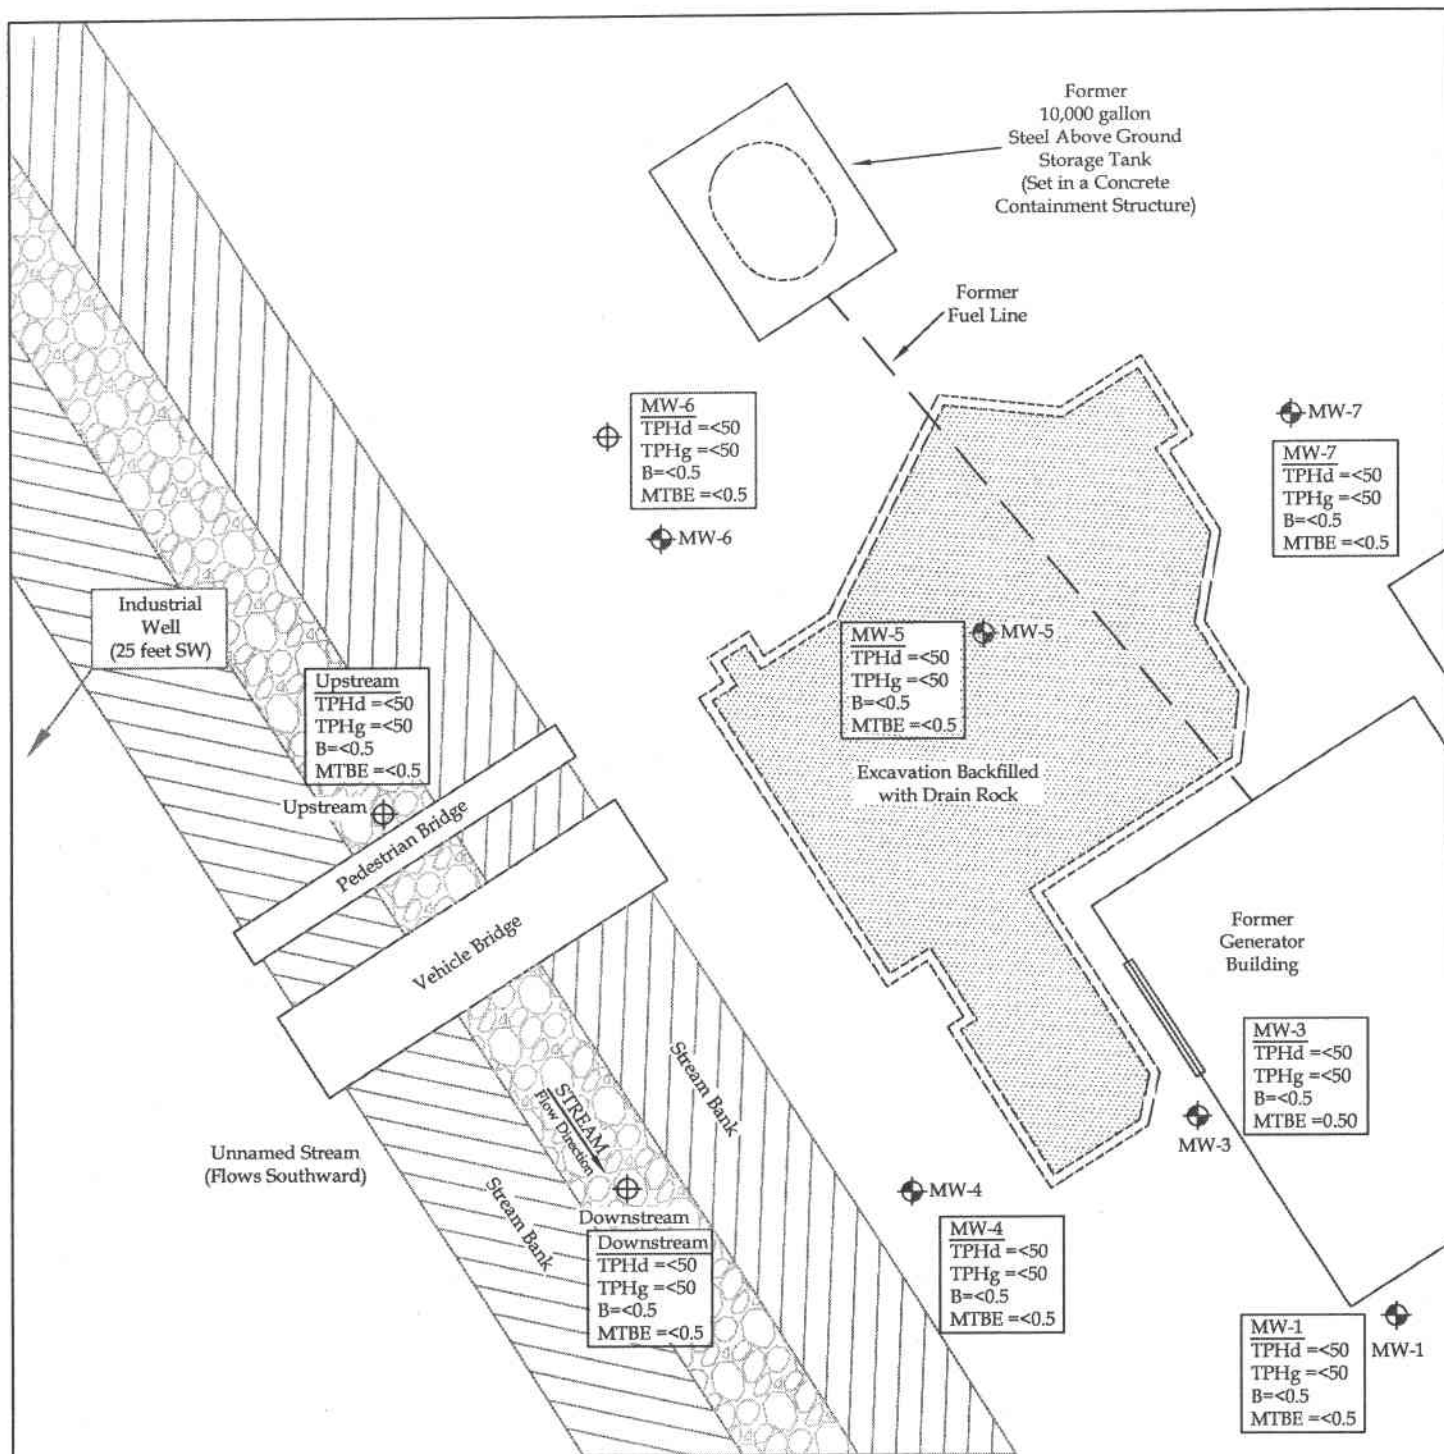 Former
10,000 gallon
Steel Above Ground
Storage Tank
(Set in a Concrete
Containment Structure)
Former
Fuel Line
MW-6
TPHd =<50
TPHg =<50
B=<0.5
MTBE =<0.5
MW-6
MW-7
MW-7
TPHd =<50
TPHg =<50
B=<0.5
MTBE =<0.5
Industrial
Well
(25 feet SW)
MW-5
TPHd =<50
TPHg =<50
B=<0.5
MTBE =<0.5
MW-5
Upstream
TPHd =<50
TPHg =<50
B=<0.5
MTBE =<0.5
Upstream
Excavation Backfilled
with Drain Rock
Pedestrian Bridge
Vehicle Bridge
Former
Generator
Building
MW-3
TPHd =<50
TPHg =<50
B=<0.5
MTBE =0.50
MW-3
Stream Bank
STREAM
Flow Direction
Unnamed Stream
(Flows Southward)
Stream Bank
Downstream
Downstream
TPHd =<50
TPHg =<50
B=<0.5
MTBE =<0.5
MW-4
MW-4
TPHd =<50
TPHg =<50
B=<0.5
MTBE =<0.5
MW-1
TPHd =<50
TPHg =<50
B=<0.5
MTBE =<0.5
MW-1